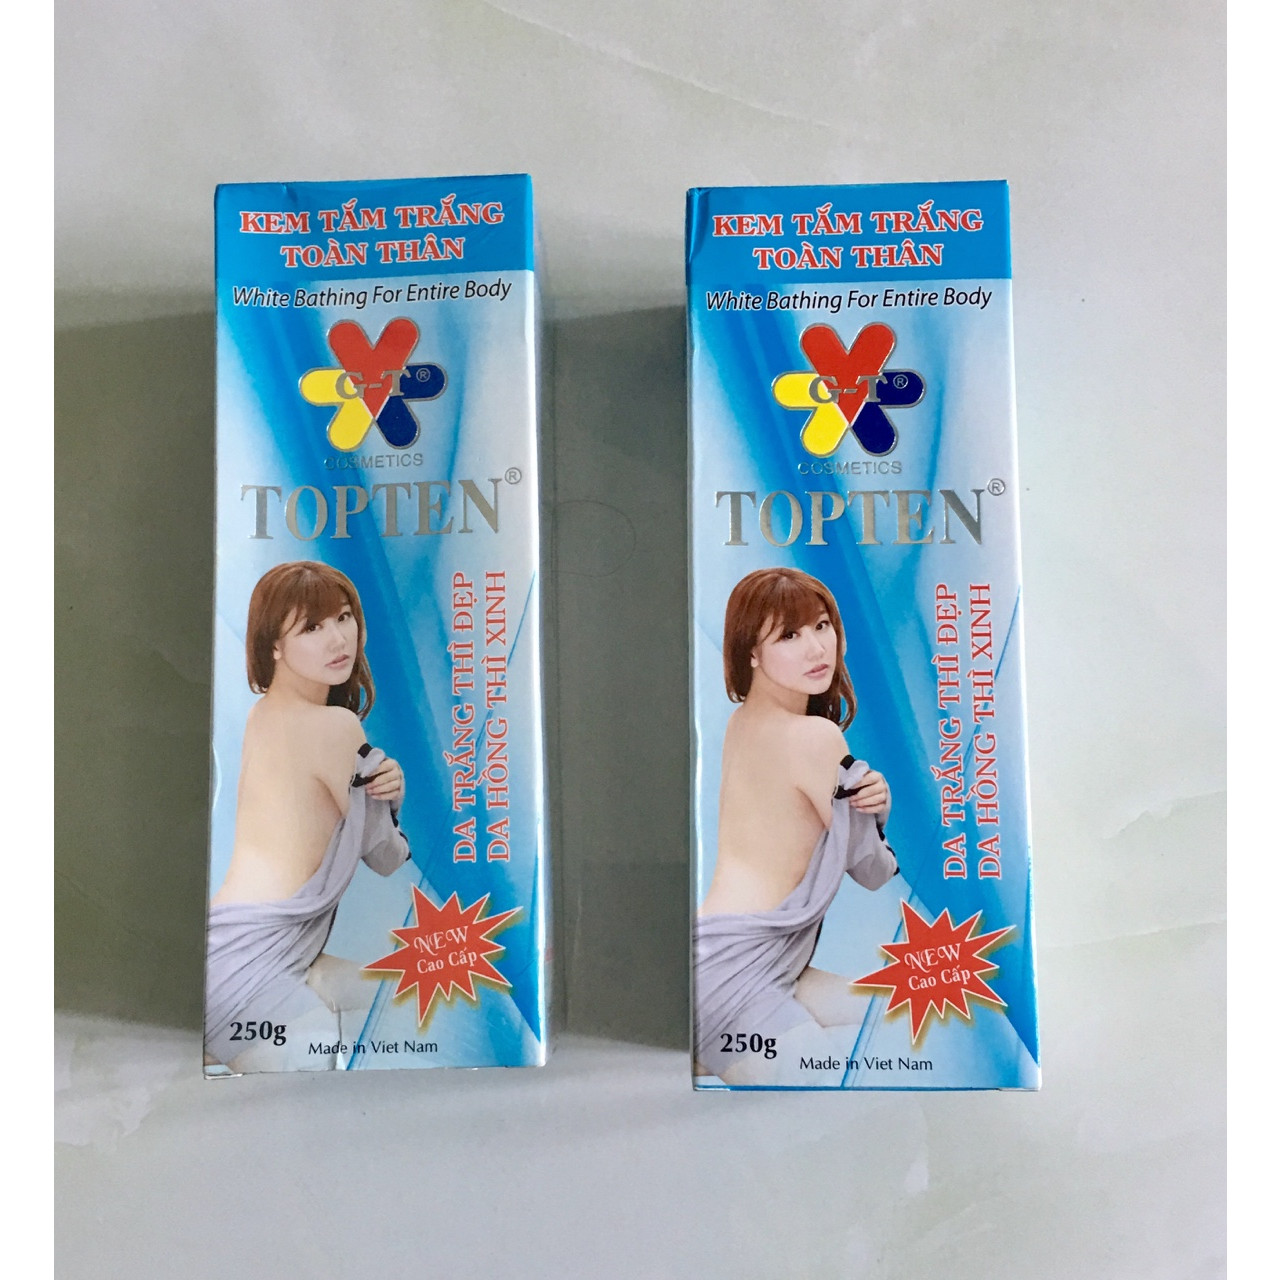 KEM TẮM TRẮNG
TOÀN THÂN
White Bathing For Entire Body
G-T®
COSMETICS
TOPTEN®
DA TRẮNG THÌ ĐẸP
DA HỒNG THÌ XINH
NEW
Cao Cấp
250g
Made in Viet Nam
KEM TẮM TRẮNG
TOÀN THÂN
White Bathing For Entire Body
G-T®
COSMETICS
TOPTEN®
DA TRẮNG THÌ ĐẸP
DA HỒNG THÌ XINH
NEW
Cao Cấp
250g
Made in Viet Nam